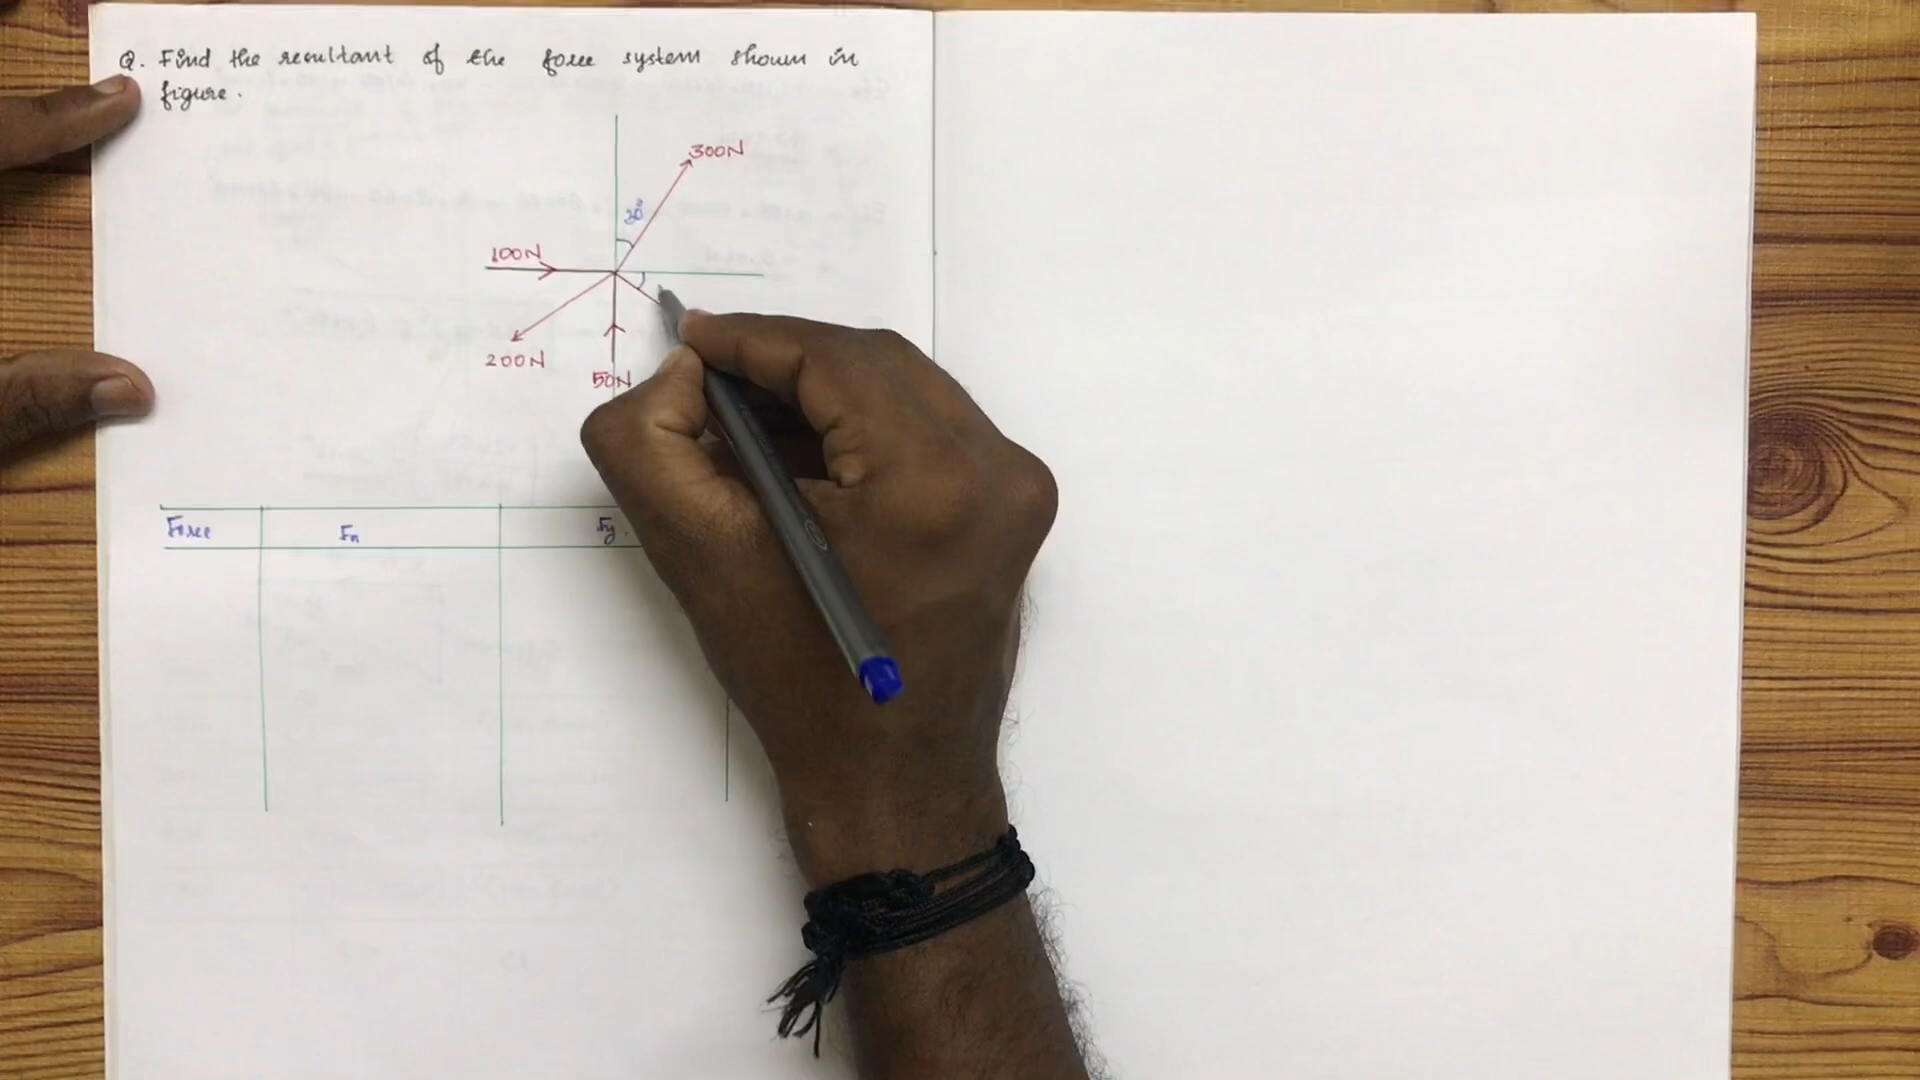 Q. Find the resultant of the force system shown in
figure.
300N
30°
100N
200N
50N
Force Fx Fy.